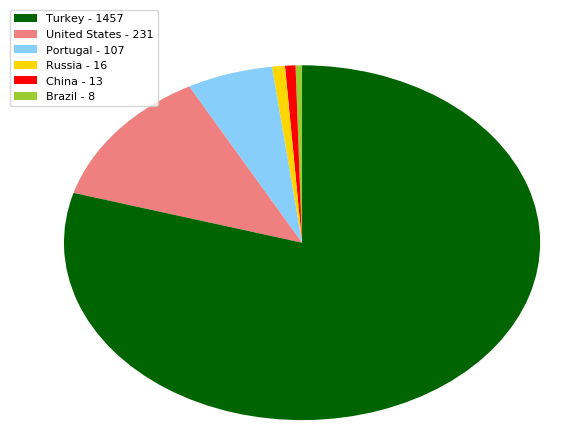 Turkey - 1457
United States - 231
Portugal - 107
Russia - 16
China - 13
Brazil - 8